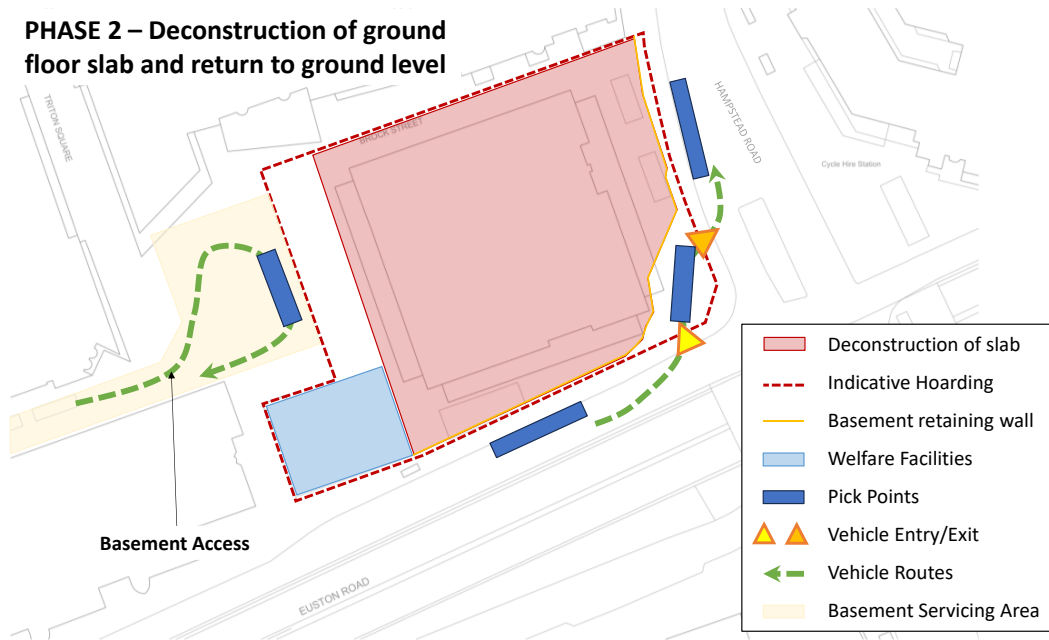 PHASE 2 – Deconstruction of ground
floor slab and return to ground level
TRITON SQUARE
BROCK STREET
HAMPSTEAD ROAD
Cycle Hire Station
Deconstruction of slab
Indicative Hoarding
Basement retaining wall
Welfare Facilities
Pick Points
Vehicle Entry/Exit
Vehicle Routes
Basement Servicing Area
Basement Access
EUSTON ROAD